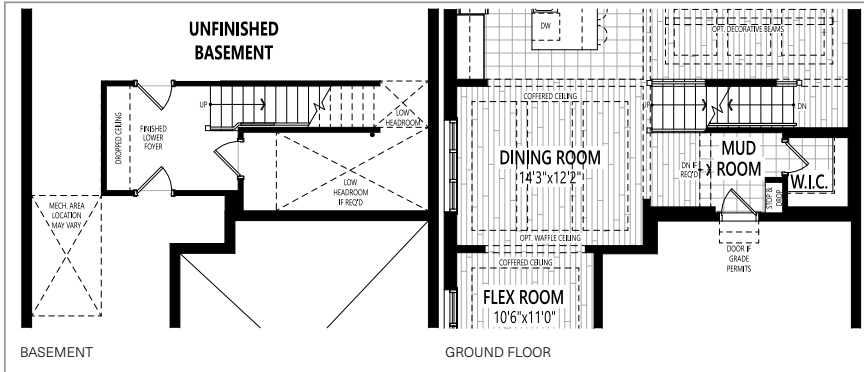 UNFINISHED
BASEMENT
UP
DROPPED CEILING
FINISHED
LOWER
FOYER
LOW
HEADROOM
LOW
HEADROOM
IF REQ'D
MECH. AREA
LOCATION
MAY VARY
BASEMENT
DW
OPT. DECORATIVE BEAMS
COFFERED CEILING
UP
DN
DINING ROOM
14'3"x12'2"
DN IF
REQ'D
MUD
ROOM
W.I.C.
STOP &
DROP
OPT. WAFFLE CEILING
COFFERED CEILING
DOOR IF
GRADE
PERMITS
FLEX ROOM
10'6"x11'0"
GROUND FLOOR